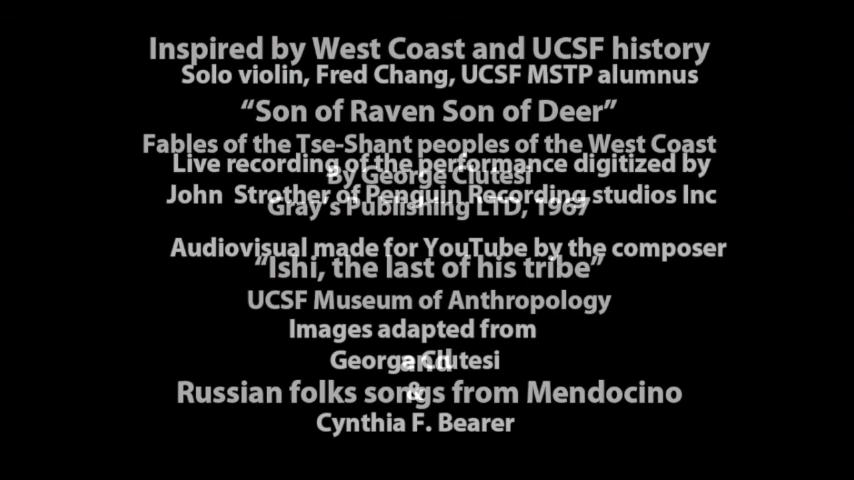 Inspired by West Coast and UCSF history
Solo violin, Fred Chang, UCSF MSTP alumnus
“Son of Raven Son of Deer”
Fables of the Tse-Shant peoples of the West Coast
Live recording of the performance digitized by
By George Clutesi
John Strother of Penguin Recording studios Inc
Gray's Publishing LTD, 1967
Audiovisual made for YouTube by the composer
“Ishi, the last of his tribe”
UCSF Museum of Anthropology
Images adapted from
George Clutesi
and
Russian folks songs from Mendocino
&
Cynthia F. Bearer